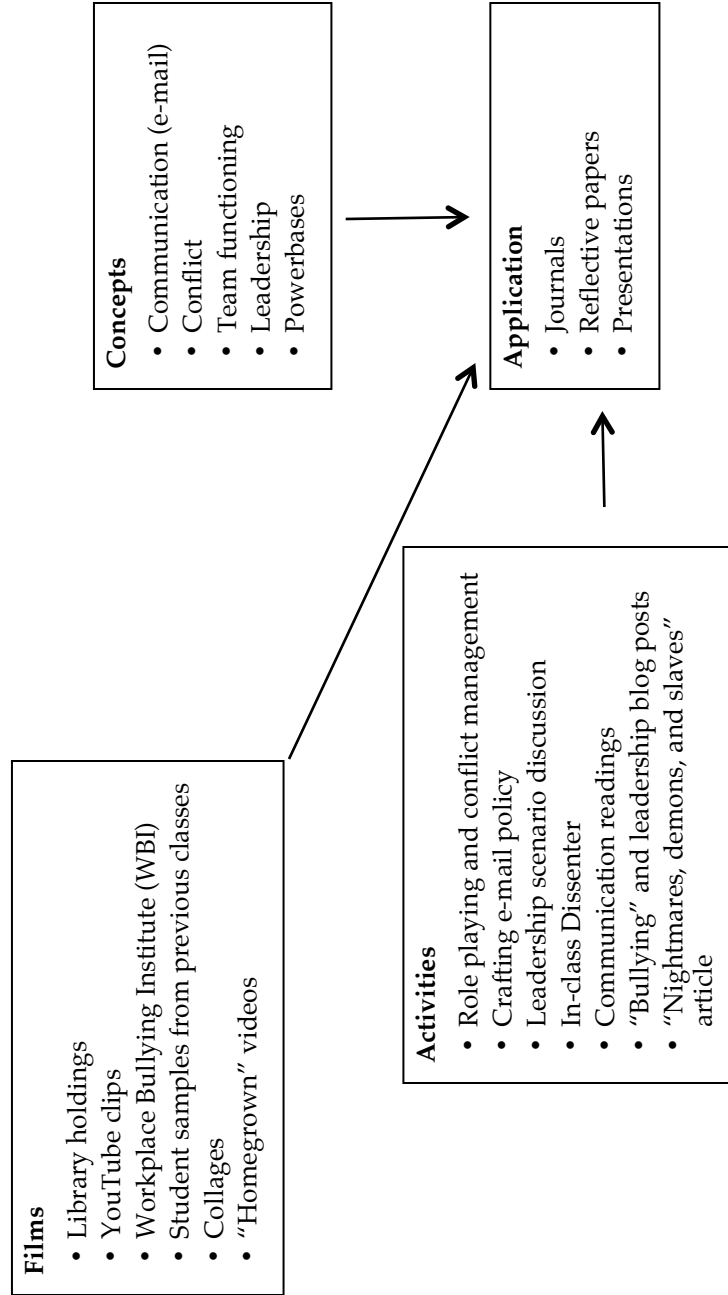 Films
• Library holdings
• YouTube clips
• Workplace Bullying Institute (WBI)
• Student samples from previous classes
• Collages
• “Homegrown” videos
Concepts
• Communication (e-mail)
• Conflict
• Team functioning
• Leadership
• Powerbases
Activities
• Role playing and conflict management
• Crafting e-mail policy
• Leadership scenario discussion
• In-class Dissenter
• Communication readings
• “Bullying” and leadership blog posts
• “Nightmares, demons, and slaves”
article
Application
• Journals
• Reflective papers
• Presentations